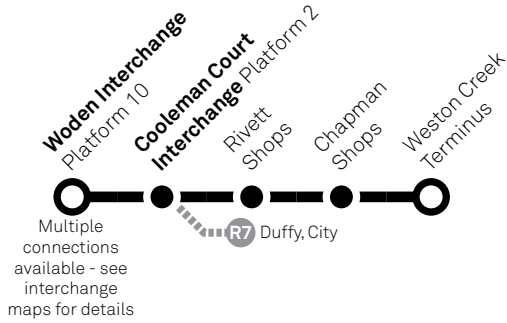 Woden Interchange
Platform 10
Cooleman Court
Interchange Platform 2
Rivett
Shops
Chapman
Shops
Weston Creek
Terminus
Multiple
connections
available - see
interchange
maps for details
R7 Duffy, City